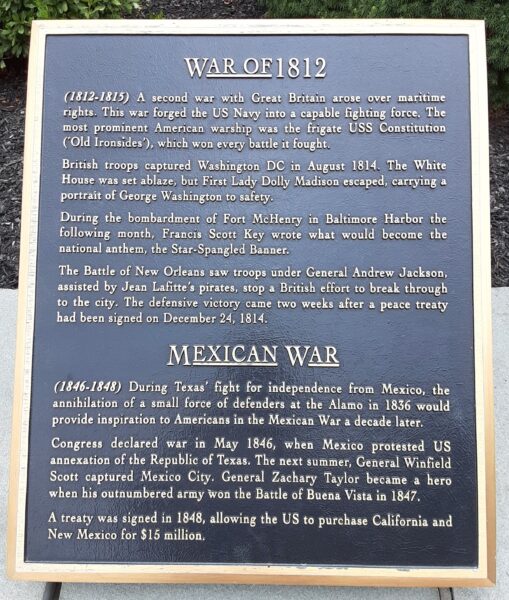 WAR OF 1812
(1812-1815) A second war with Great Britain arose over maritime
rights. This war forged the US Navy into a capable fighting force. The
most prominent American warship was the frigate USS Constitution
('Old Ironsides'), which won every battle it fought.
British troops captured Washington DC in August 1814. The White
House was set ablaze, but First Lady Dolly Madison escaped, carrying a
portrait of George Washington to safety.
During the bombardment of Fort McHenry in Baltimore Harbor the
following month, Francis Scott Key wrote what would become the
national anthem, the Star-Spangled Banner.
The Battle of New Orleans saw troops under General Andrew Jackson,
assisted by Jean Lafitte's pirates, stop a British effort to break through
to the city. The defensive victory came two weeks after a peace treaty
had been signed on December 24, 1814.
MEXICAN WAR
(1846-1848) During Texas' fight for independence from Mexico, the
annihilation of a small force of defenders at the Alamo in 1836 would
provide inspiration to Americans in the Mexican War a decade later.
Congress declared war in May 1846, when Mexico protested US
annexation of the Republic of Texas. The next summer, General Winfield
Scott captured Mexico City. General Zachary Taylor became a hero
when his outnumbered army won the Battle of Buena Vista in 1847.
A treaty was signed in 1848, allowing the US to purchase California and
New Mexico for $15 million.